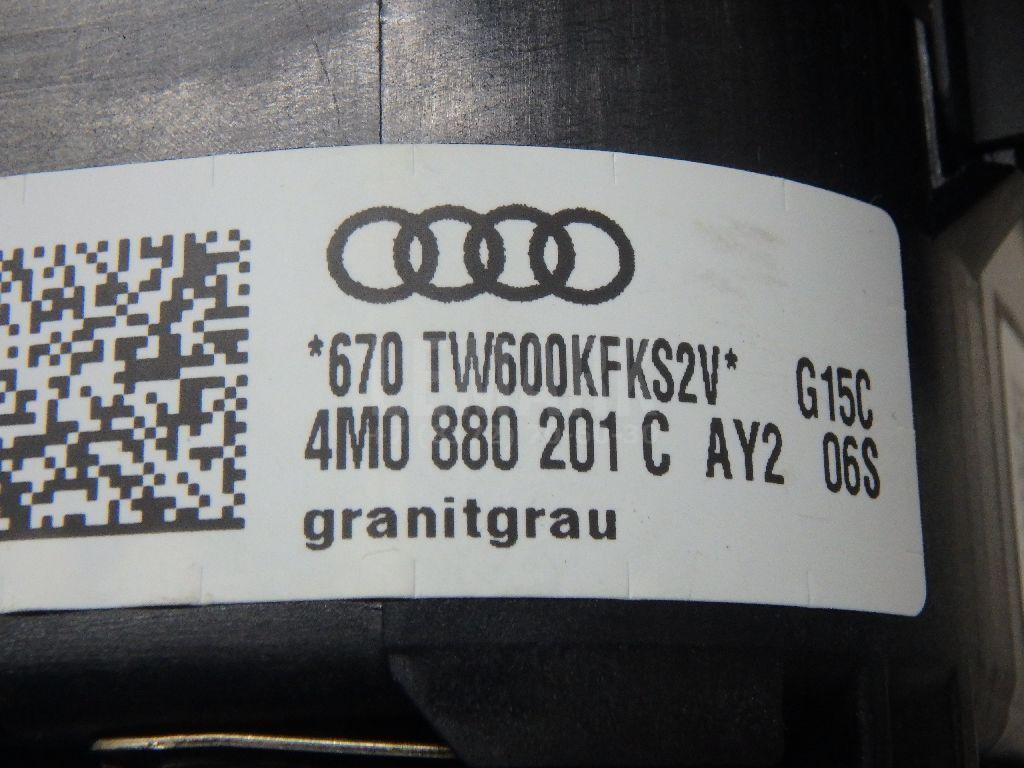 *670 TW600KFKS2V* G15C
4M0 880 201 C AY2 06S
granitgrau